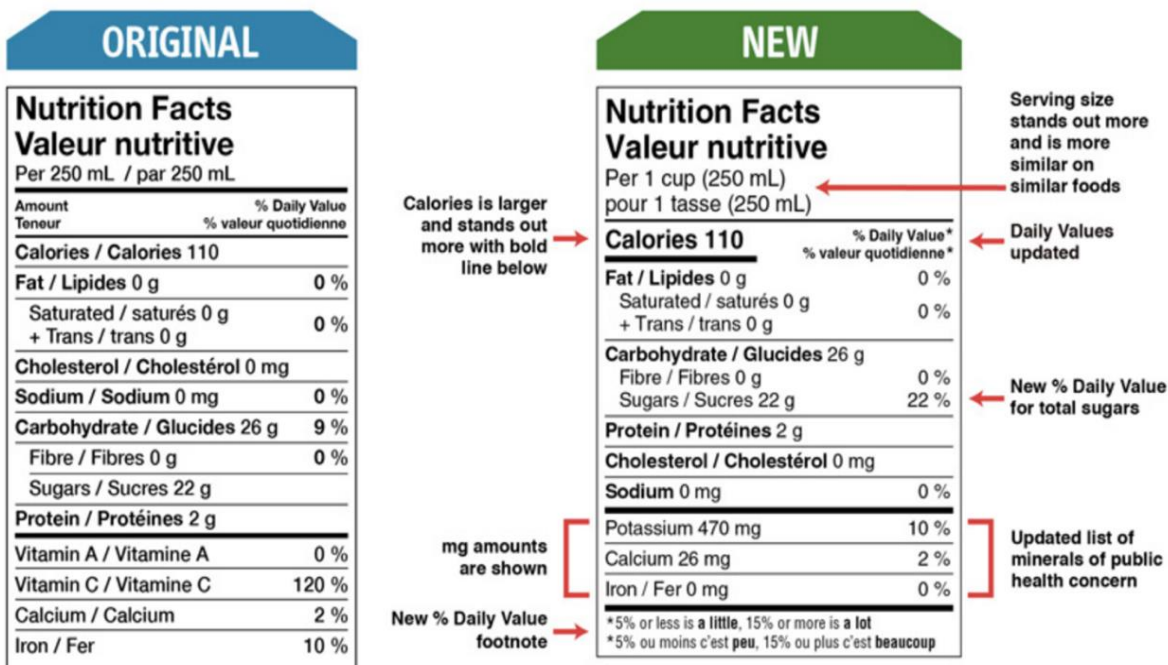 ORIGINAL
Nutrition Facts
Valeur nutritive
Per 250 mL / par 250 mL
Amount % Daily Value
Teneur % valeur quotidienne
Calories / Calories 110
Fat / Lipides 0 g 0 %
Saturated / saturés 0 g
+ Trans / trans 0 g 0 %
Cholesterol / Cholestérol 0 mg
Sodium / Sodium 0 mg 0 %
Carbohydrate / Glucides 26 g 9 %
Fibre / Fibres 0 g 0 %
Sugars / Sucres 22 g
Protein / Protéines 2 g
Vitamin A / Vitamine A 0 %
Vitamin C / Vitamine C 120 %
Calcium / Calcium 2 %
Iron / Fer 10 %
Calories is larger
and stands out
more with bold
line below
mg amounts
are shown
New % Daily Value
footnote
NEW
Nutrition Facts
Valeur nutritive
Per 1 cup (250 mL)
pour 1 tasse (250 mL)
Calories 110 % Daily Value*
% valeur quotidienne*
Fat / Lipides 0 g 0 %
Saturated / saturés 0 g
+ Trans / trans 0 g 0 %
Carbohydrate / Glucides 26 g
Fibre / Fibres 0 g 0 %
Sugars / Sucres 22 g 22 %
Protein / Protéines 2 g
Cholesterol / Cholestérol 0 mg
Sodium 0 mg 0 %
Potassium 470 mg 10 %
Calcium 26 mg 2 %
Iron / Fer 0 mg 0 %
*5% or less is a little, 15% or more is a lot
*5% ou moins c'est peu, 15% ou plus c'est beaucoup
Serving size
stands out more
and is more
similar on
similar foods
Daily Values
updated
New % Daily Value
for total sugars
Updated list of
minerals of public
health concern